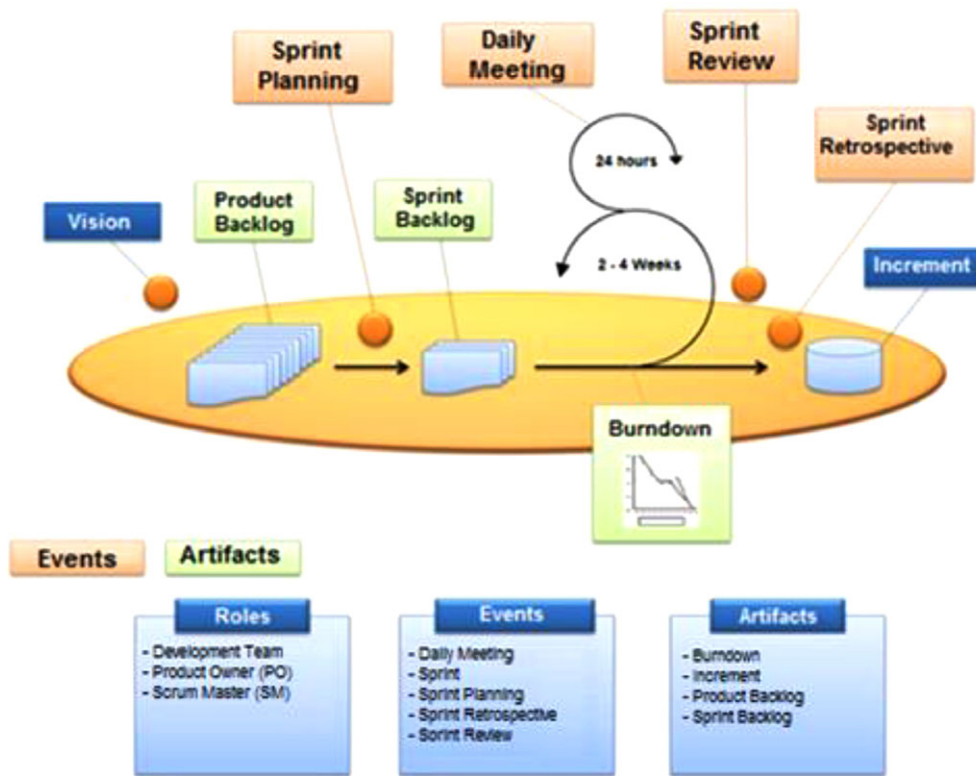 Sprint
Planning
Daily
Meeting
Sprint
Review
Sprint
Retrospective
24 hours
Vision
Product
Backlog
Sprint
Backlog
2 - 4 Weeks
Increment
Burndown
Events
Artifacts
Roles
- Development Team
- Product Owner (PO)
- Scrum Master (SM)
Events
- Daily Meeting
- Sprint
- Sprint Planning
- Sprint Retrospective
- Sprint Review
Artifacts
- Burndown
- Increment
- Product Backlog
- Sprint Backlog